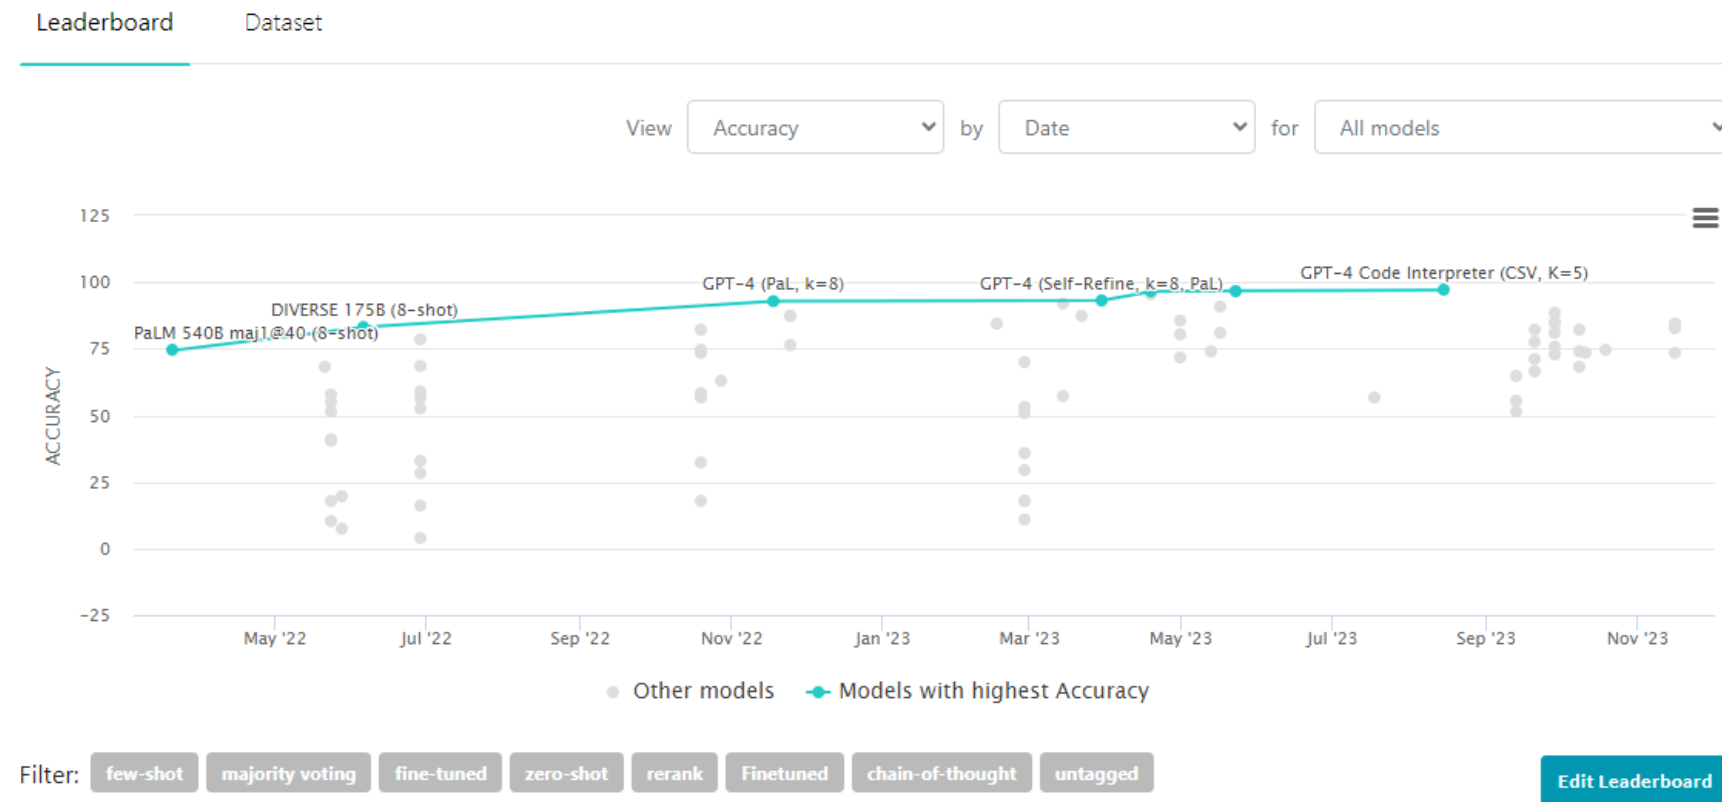 Leaderboard Dataset
View Accuracy by Date for All models
125
100
75
50
25
0
-25
ACCURACY
GPT-4 Code Interpreter (CSV, K=5)
GPT-4 (PaL, k=8)
GPT-4 (Self-Refine, k=8, PaL)
DIVERSE 175B (8-shot)
PaLM 540B maj1@40 (8-shot)
May '22 Jul '22 Sep '22 Nov '22 Jan '23 Mar '23 May '23 Jul '23 Sep '23 Nov '23
Other models Models with highest Accuracy
Filter: few-shot majority voting fine-tuned zero-shot rerank Finetuned chain-of-thought untagged
Edit Leaderboard